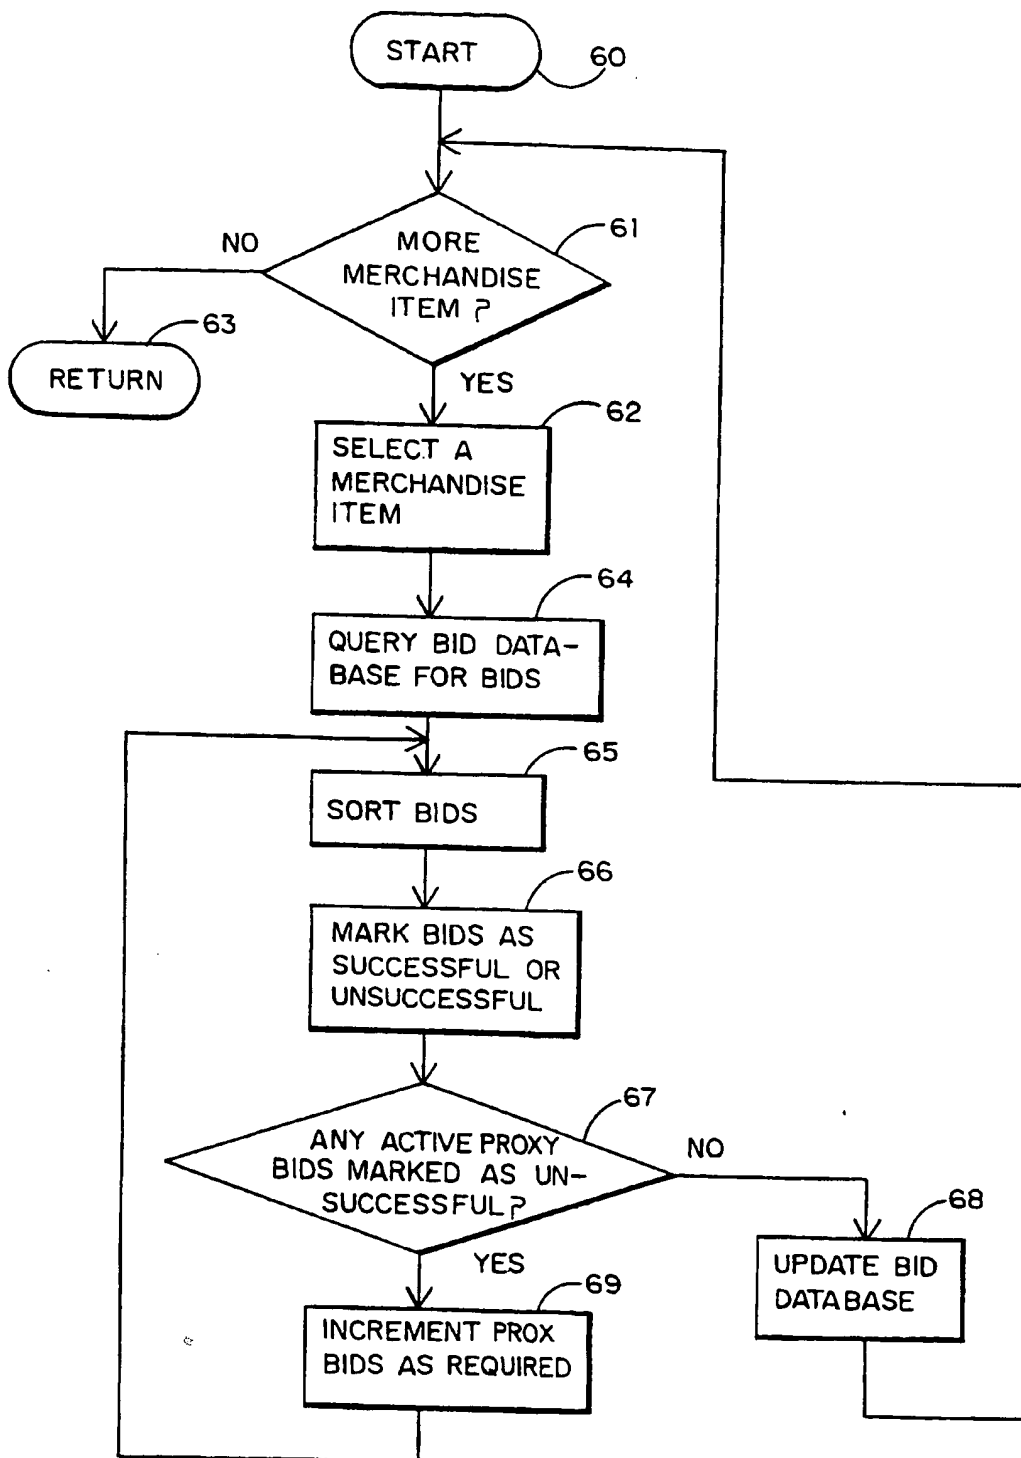 START
60
61
NO
MORE
MERCHANDISE
ITEM ?
63
RETURN
YES
62
SELECT A
MERCHANDISE
ITEM
64
QUERY BID DATA-
BASE FOR BIDS
65
SORT BIDS
66
MARK BIDS AS
SUCCESSFUL OR
UNSUCCESSFUL
67
ANY ACTIVE PROXY
BIDS MARKED AS UN-
SUCCESSFUL?
NO
68
YES
UPDATE BID
DATABASE
69
INCREMENT PROX
BIDS AS REQUIRED